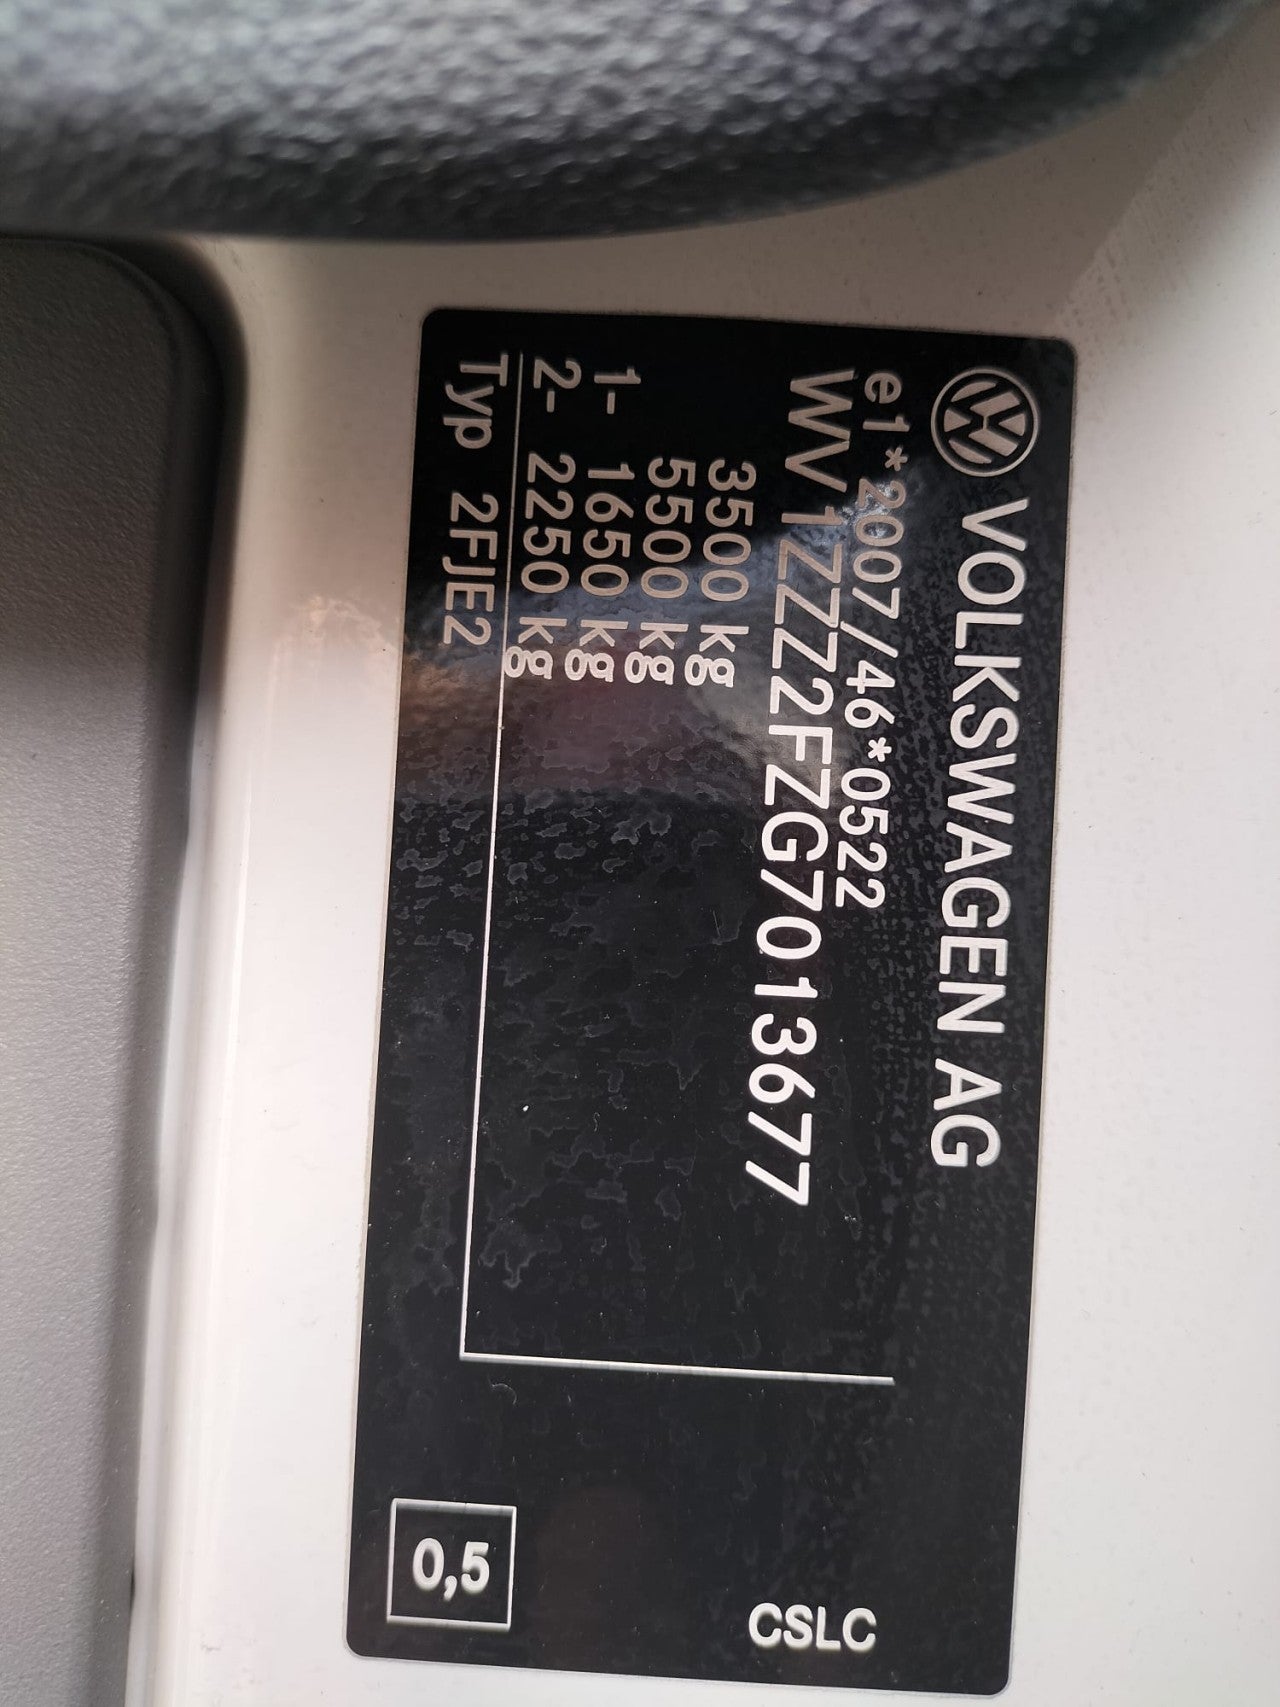 VOLKSWAGEN AG
e1*2007/46*0522
WV1ZZZ2FZG7013677
3500 kg
5500 kg
1- 1650 kg
2- 2250 kg
Typ 2FJE2
CSLC
0,5